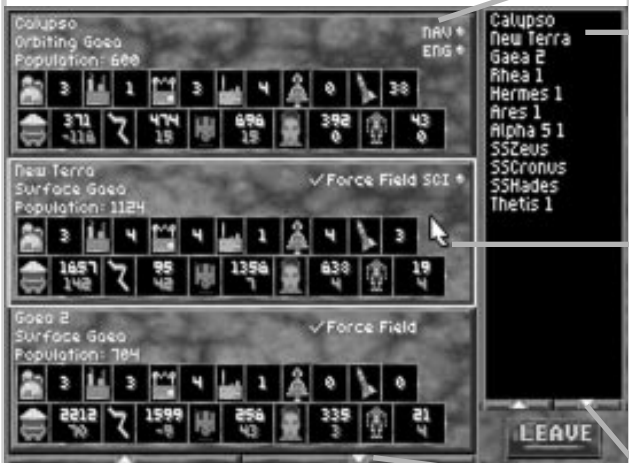 Calypso
Orbiting Gaea
Population: 600
NAV
ENG
3 1 3 4 0 38
371 474 696 392 43
-116 15 15 0 0
New Terra
Surface Gaea
Population: 1124
✓Force Field SCI
3 4 4 1 4 3
1657 95 1356 638 19
142 42 7 4 4
Gaea 2
Surface Gaea
Population: 704
✓Force Field
3 3 4 1 0 0
2212 1599 256 335 21
70 -8 43 3 4
Calypso
New Terra
Gaea 2
Rhea 1
Hermes 1
Ares 1
Alpha 5 1
SSZeus
SSCronus
SSHades
Thetis 1
LEAVE